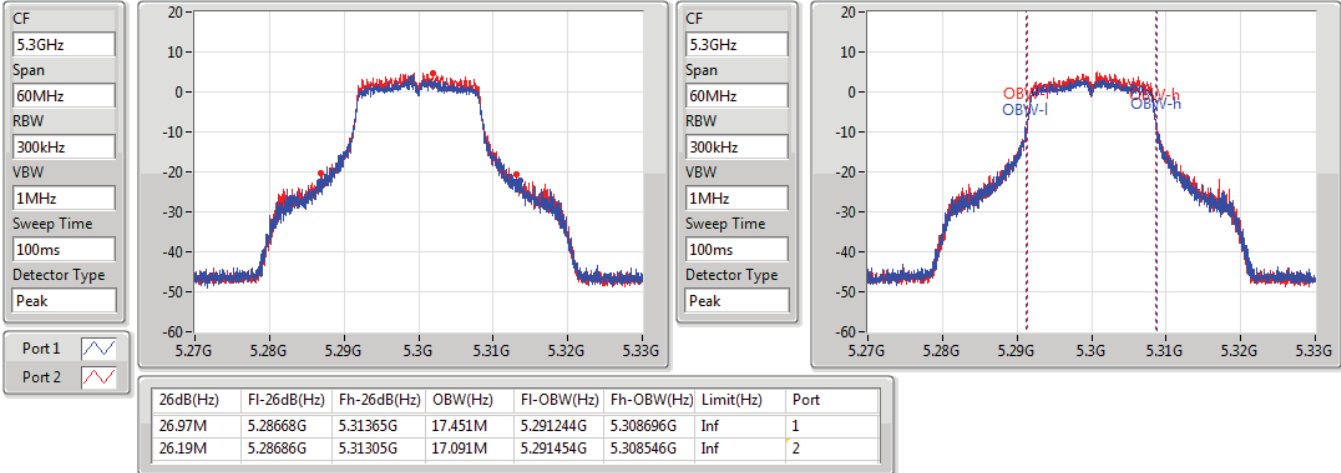 CF
5.3GHz
Span
60MHz
RBW
300kHz
VBW
1MHz
Sweep Time
100ms
Detector Type
Peak
Port 1
Port 2
20
10
0
-10
-20
-30
-40
-50
-60
5.27G 5.28G 5.29G 5.3G 5.31G 5.32G 5.33G
CF
5.3GHz
Span
60MHz
RBW
300kHz
VBW
1MHz
Sweep Time
100ms
Detector Type
Peak
20
10
0
-10
-20
-30
-40
-50
-60
OBW-l
OBW-l
OBW-h
OBW-h
5.27G 5.28G 5.29G 5.3G 5.31G 5.32G 5.33G
26dB(Hz) Fl-26dB(Hz) Fh-26dB(Hz) OBW(Hz) Fl-OBW(Hz) Fh-OBW(Hz) Limit(Hz) Port
26.97M 5.28668G 5.31365G 17.451M 5.291244G 5.308696G Inf 1
26.19M 5.28686G 5.31305G 17.091M 5.291454G 5.308546G Inf 2